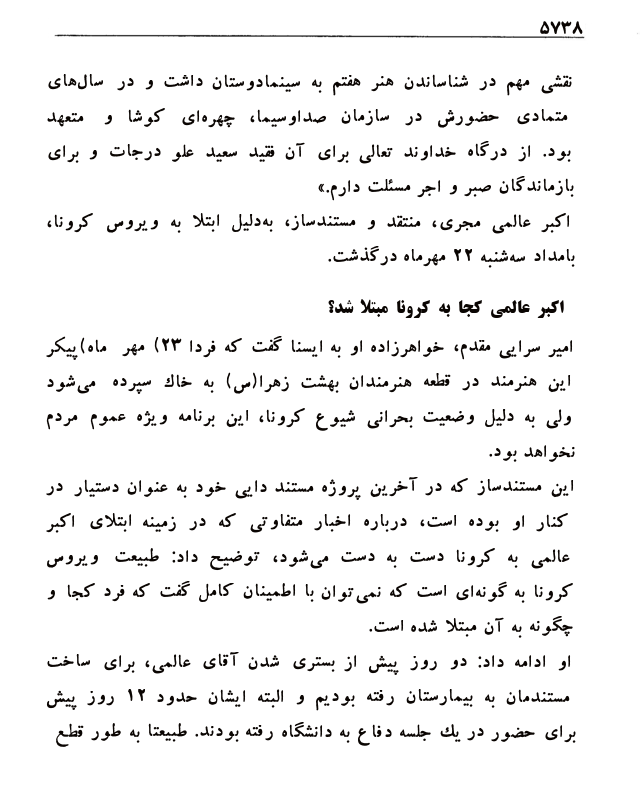 ۵۷۳۸
نقشی مهم در شناساندن هنر هفتم به سینمادوستان داشت و در سال‌های
متمادی حضورش در سازمان صداوسیما، چهره‌ای کوشا و متعهد
بود. از درگاه خداوند تعالی برای آن فقید سعید علو درجات و برای
بازماندگان صبر و اجر مسئلت دارم.»
اکبر عالمی مجری، منتقد و مستندساز، به‌دلیل ابتلا به ویروس کرونا،
بامداد سه‌شنبه ۲۲ مهرماه درگذشت.
اکبر عالمی کجا به کرونا مبتلا شد؟
امیر سرایی مقدم، خواهرزاده او به ایسنا گفت که فردا ۲۳) مهر ماه)پیکر
این هنرمند در قطعه هنرمندان بهشت زهرا(س) به خاک سپرده می‌شود
ولی به دلیل وضعیت بحرانی شیوع کرونا، این برنامه ویژه عموم مردم
نخواهد بود.
این مستندساز که در آخرین پروژه مستند دایی خود به عنوان دستیار در
کنار او بوده است، درباره اخبار متفاوتی که در زمینه ابتلای اکبر
عالمی به کرونا دست به دست می‌شود، توضیح داد: طبیعت ویروس
کرونا به گونه‌ای است که نمی‌توان با اطمینان کامل گفت که فرد کجا و
چگونه به آن مبتلا شده است.
او ادامه داد: دو روز پیش از بستری شدن آقای عالمی، برای ساخت
مستندمان به بیمارستان رفته بودیم و البته ایشان حدود ۱۲ روز پیش
برای حضور در یک جلسه دفاع به دانشگاه رفته بودند. طبیعتا به طور قطع